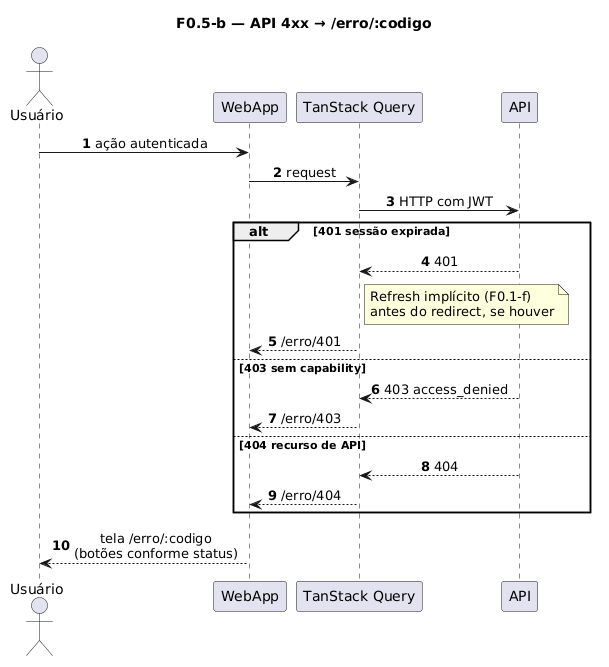 F0.5-b — API 4xx → /erro/:codigo
Usuário
WebApp
TanStack Query
API
1 ação autenticada
2 request
3 HTTP com JWT
alt [401 sessão expirada]
4 401
Refresh implícito (F0.1-f)
antes do redirect, se houver
5 /erro/401
[403 sem capability]
6 403 access_denied
7 /erro/403
[404 recurso de API]
8 404
9 /erro/404
10 tela /erro/:codigo
(botões conforme status)
Usuário
WebApp
TanStack Query
API